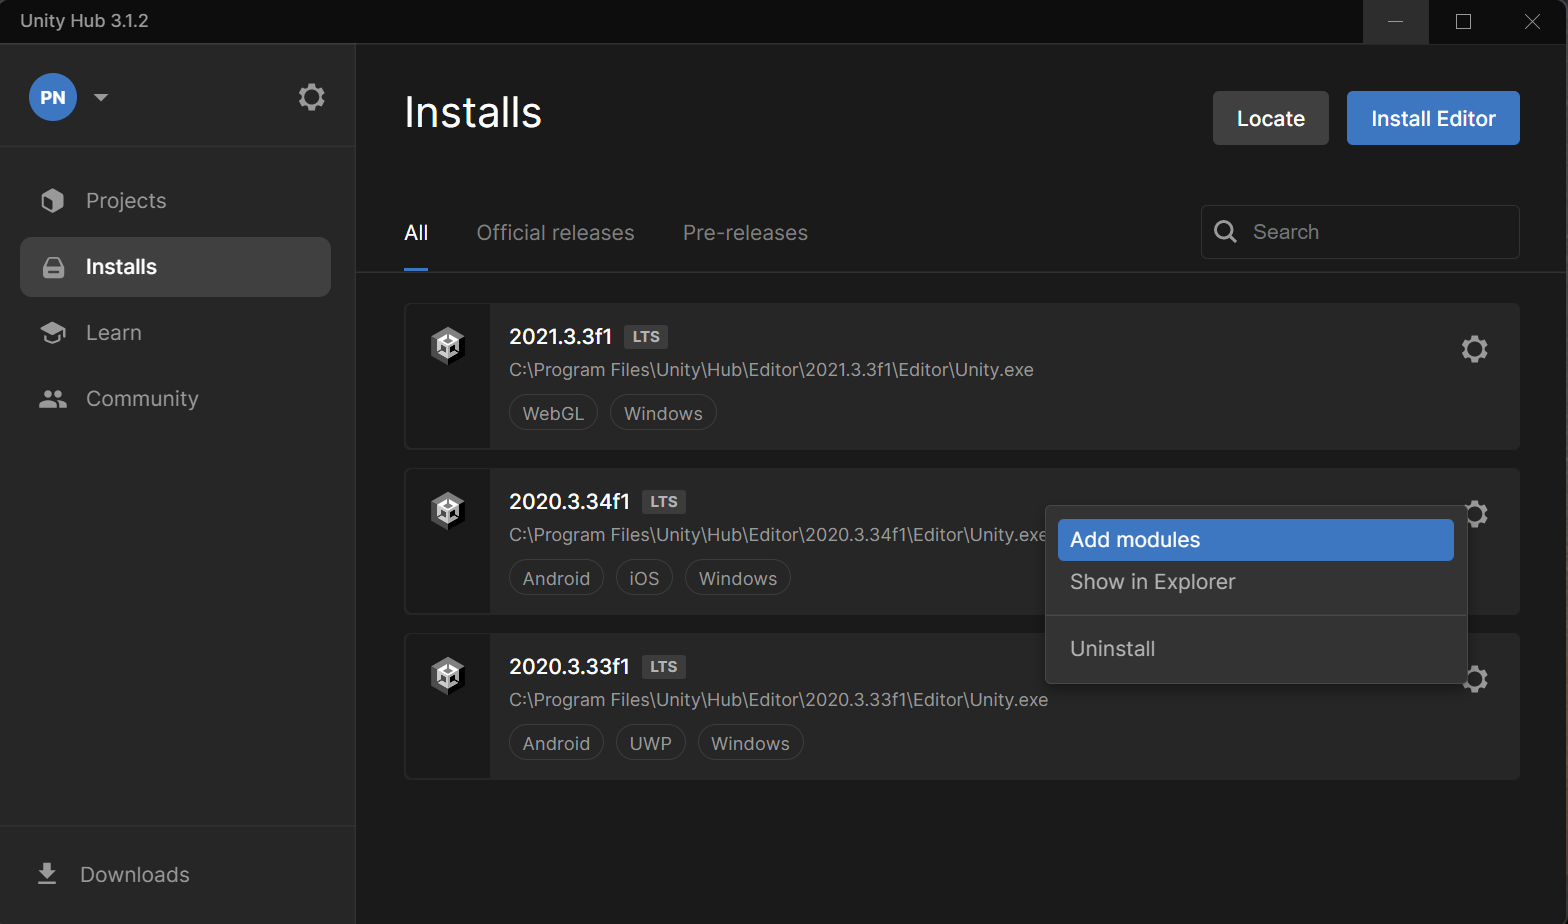 Unity Hub 3.1.2
PN
Projects
Installs
Learn
Community
Downloads
Installs
Locate
Install Editor
All
Official releases
Pre-releases
Search
2021.3.3f1 LTS
C:\Program Files\Unity\Hub\Editor\2021.3.3f1\Editor\Unity.exe
WebGL
Windows
2020.3.34f1 LTS
C:\Program Files\Unity\Hub\Editor\2020.3.34f1\Editor\Unity.exe
Android
iOS
Windows
Add modules
Show in Explorer
Uninstall
2020.3.33f1 LTS
C:\Program Files\Unity\Hub\Editor\2020.3.33f1\Editor\Unity.exe
Android
UWP
Windows